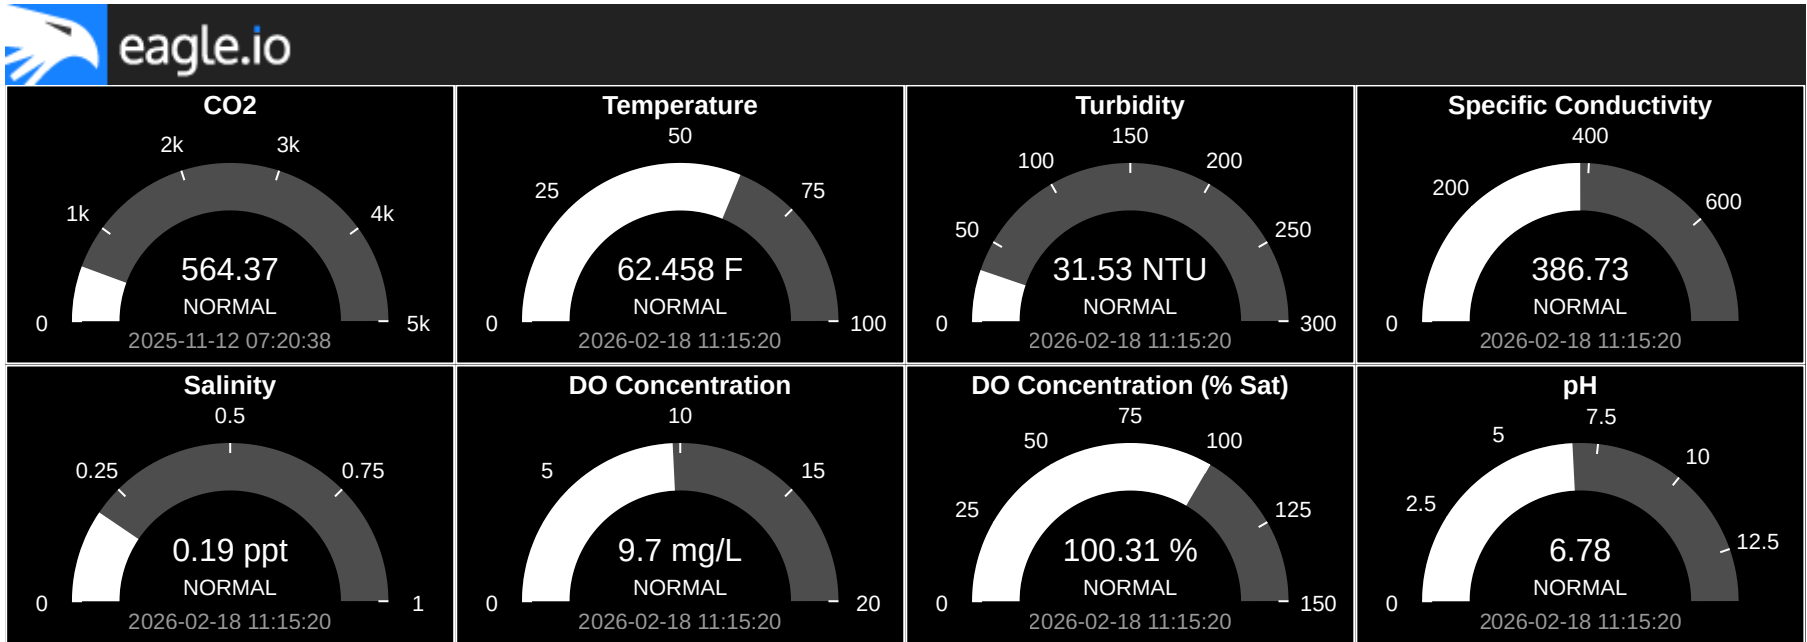 eagle.io
CO2
0
1k
2k
3k
4k
5k
564.37
NORMAL
2025-11-12 07:20:38
Temperature
0
25
50
75
100
62.458 F
NORMAL
2026-02-18 11:15:20
Turbidity
0
50
100
150
200
250
300
31.53 NTU
NORMAL
2026-02-18 11:15:20
Specific Conductivity
0
200
400
600
386.73
NORMAL
2026-02-18 11:15:20
Salinity
0
0.25
0.5
0.75
1
0.19 ppt
NORMAL
2026-02-18 11:15:20
DO Concentration
0
5
10
15
20
9.7 mg/L
NORMAL
2026-02-18 11:15:20
DO Concentration (% Sat)
0
25
50
75
100
125
150
100.31 %
NORMAL
2026-02-18 11:15:20
pH
0
2.5
5
7.5
10
12.5
6.78
NORMAL
2026-02-18 11:15:20